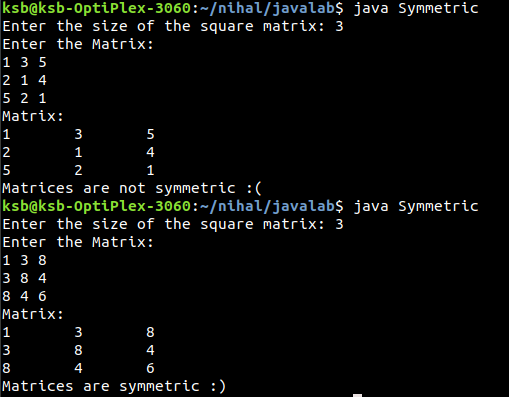 ksb@ksb-OptiPlex-3060:~/nihal/javalab$ java Symmetric
Enter the size of the square matrix: 3
Enter the Matrix:
1 3 5
2 1 4
5 2 1
Matrix:
1	3	5
2	1	4
5	2	1
Matrices are not symmetric :(
ksb@ksb-OptiPlex-3060:~/nihal/javalab$ java Symmetric
Enter the size of the square matrix: 3
Enter the Matrix:
1 3 8
3 8 4
8 4 6
Matrix:
1	3	8
3	8	4
8	4	6
Matrices are symmetric :)